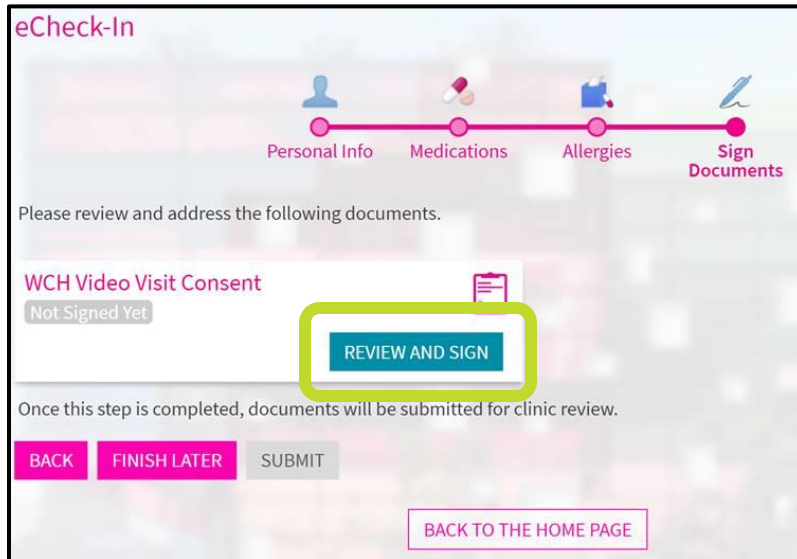 eCheck-In
Personal Info
Medications
Allergies
Sign
Documents
Please review and address the following documents.
WCH Video Visit Consent
Not Signed Yet
REVIEW AND SIGN
Once this step is completed, documents will be submitted for clinic review.
BACK
FINISH LATER
SUBMIT
BACK TO THE HOME PAGE